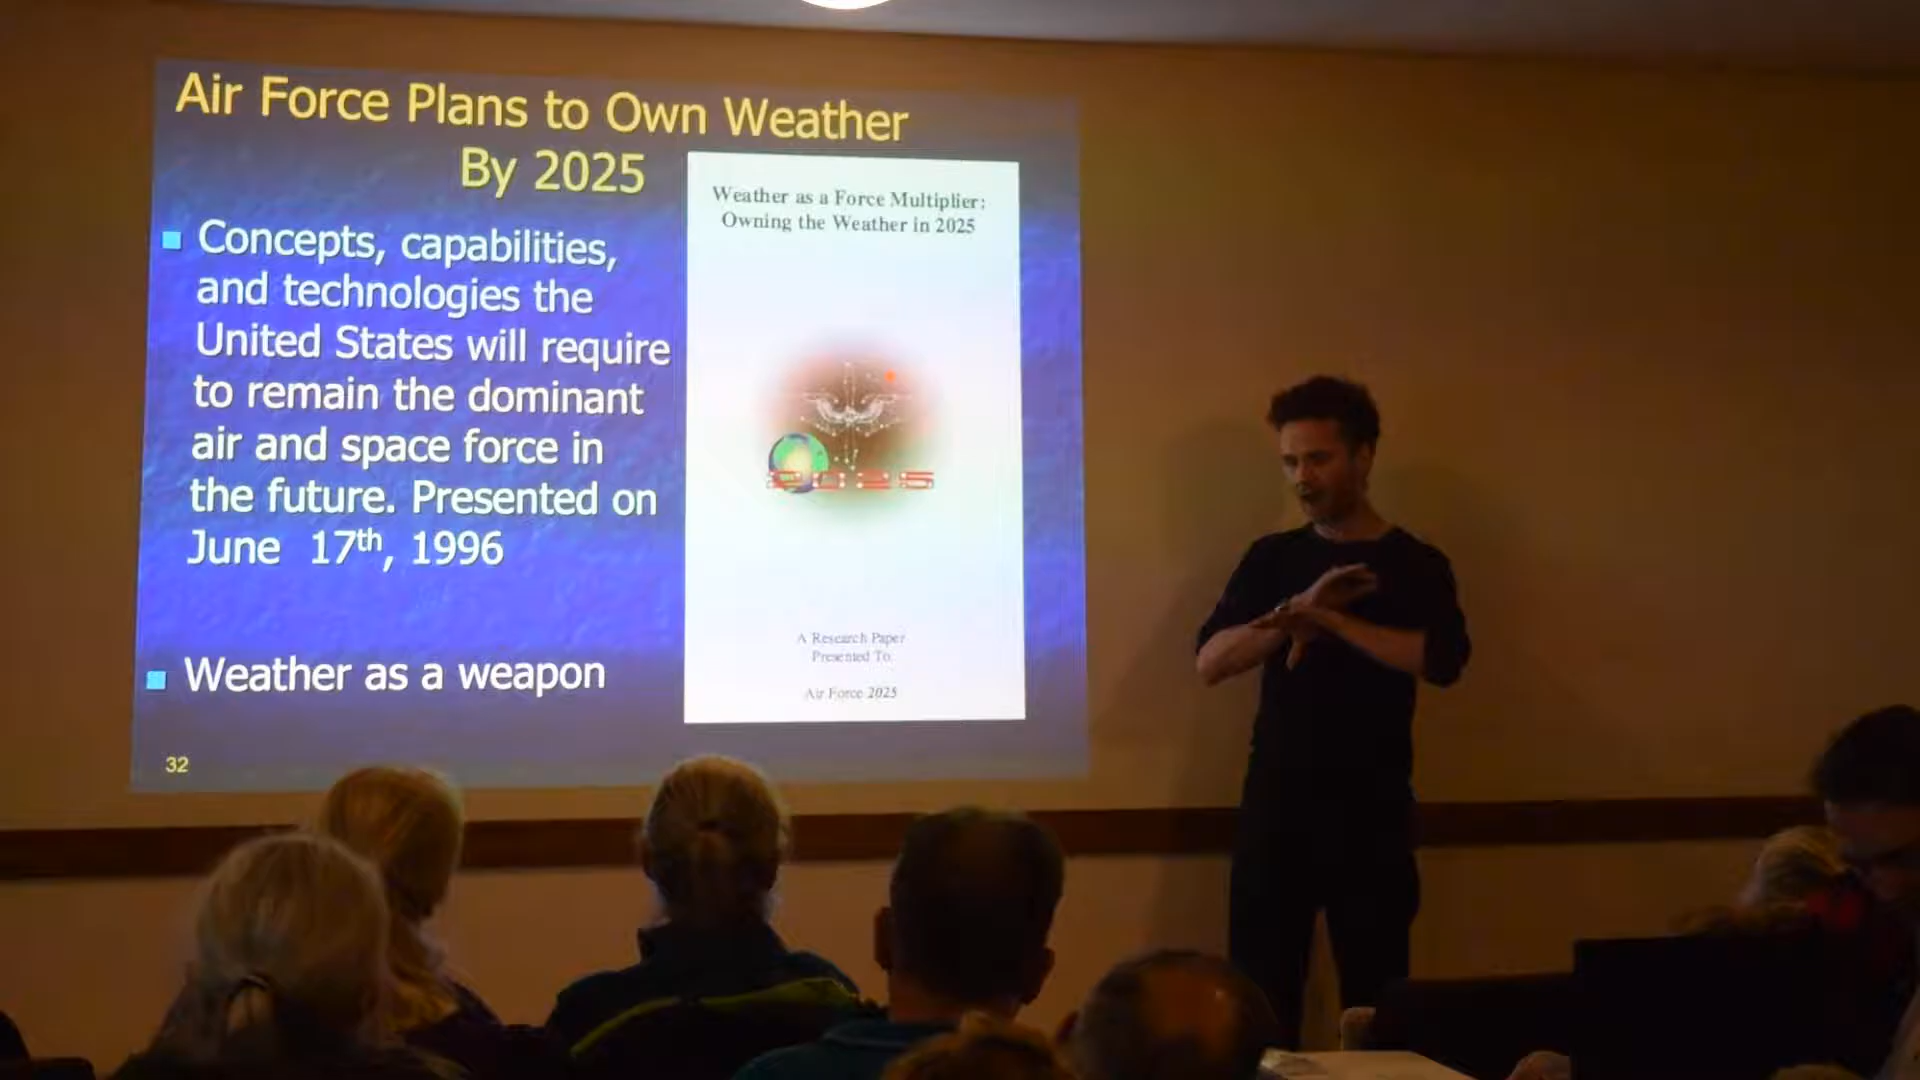 Air Force Plans to Own Weather
By 2025
Concepts, capabilities,
and technologies the
United States will require
to remain the dominant
air and space force in
the future. Presented on
June 17th, 1996
Weather as a weapon
32
Weather as a Force Multiplier:
Owning the Weather in 2025
2025
A Research Paper
Presented To
Air Force 2025